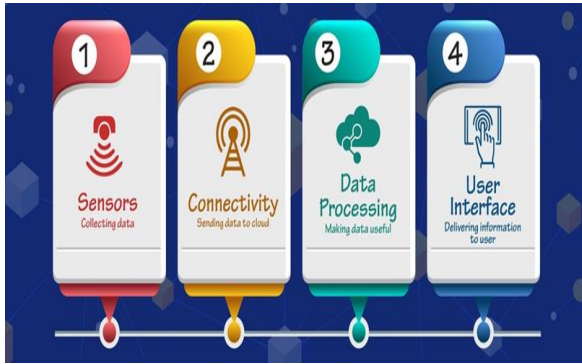 1
Sensors
Collecting data
2
Connectivity
Sending data to cloud
3
Data
Processing
Making data useful
4
User
Interface
Delivering information
to user